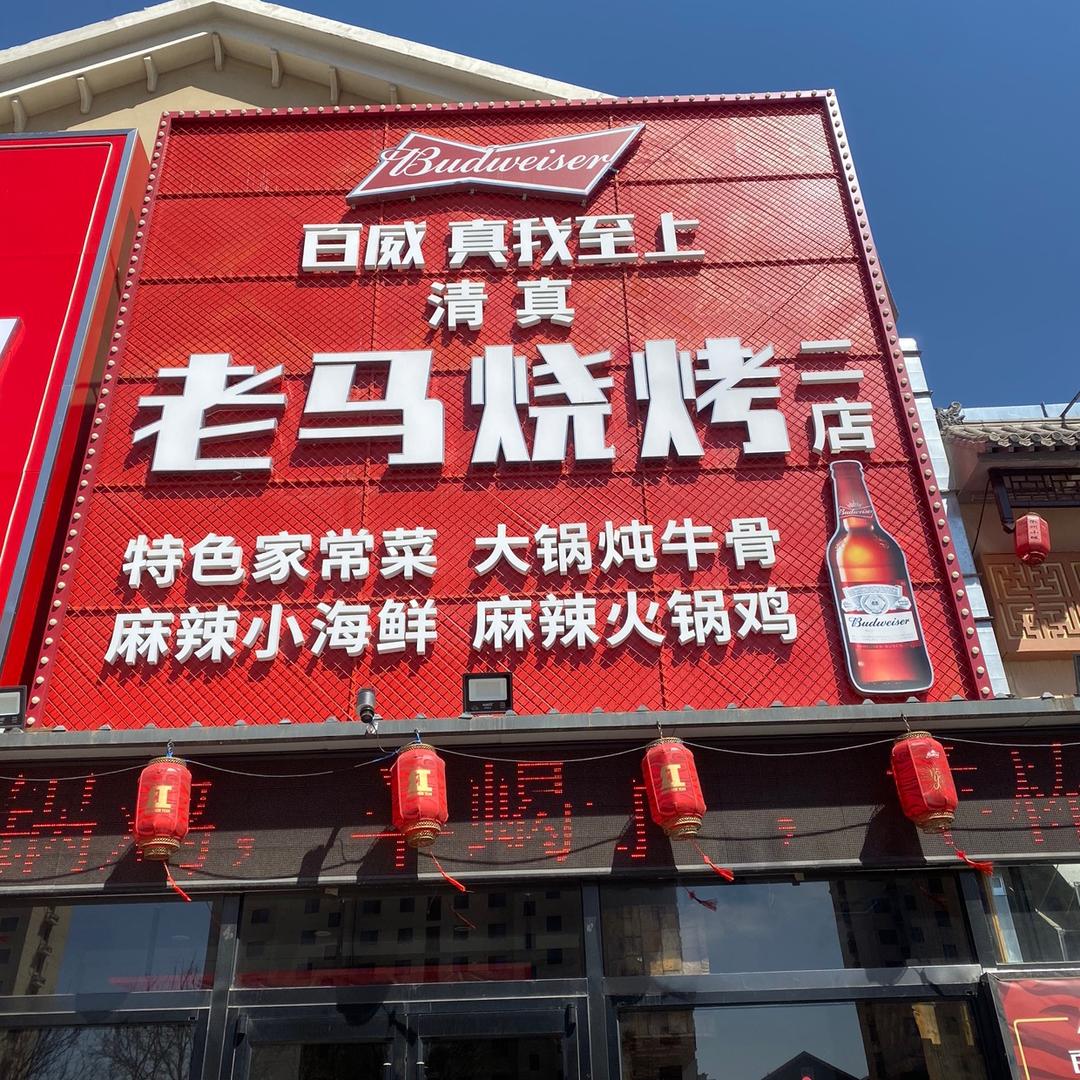 Budweiser
百威 真我至上
清真
老马烧烤 二店
特色家常菜 大锅炖牛骨
麻辣小海鲜 麻辣火锅鸡
Budweiser
Budweiser